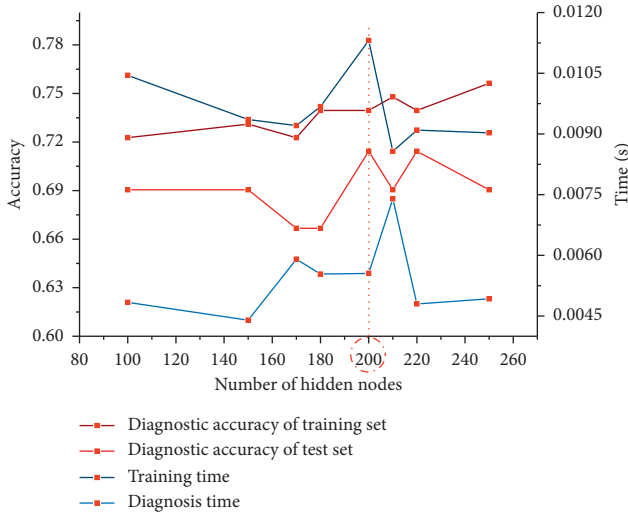 0.78
0.75
0.72
0.69
0.66
0.63
0.60
Accuracy
0.0120
0.0105
0.0090
0.0075
0.0060
0.0045
Time (s)
80 100 120 140 160 180 200 220 240 260
Number of hidden nodes
Diagnostic accuracy of training set
Diagnostic accuracy of test set
Training time
Diagnosis time